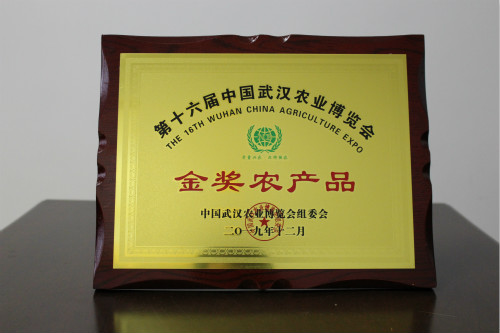 第十六届中国武汉农业博览会
THE 16TH WUHAN CHINA AGRICULTURE EXPO
金奖农产品
中国武汉农业博览会组委会
二〇一九年十二月